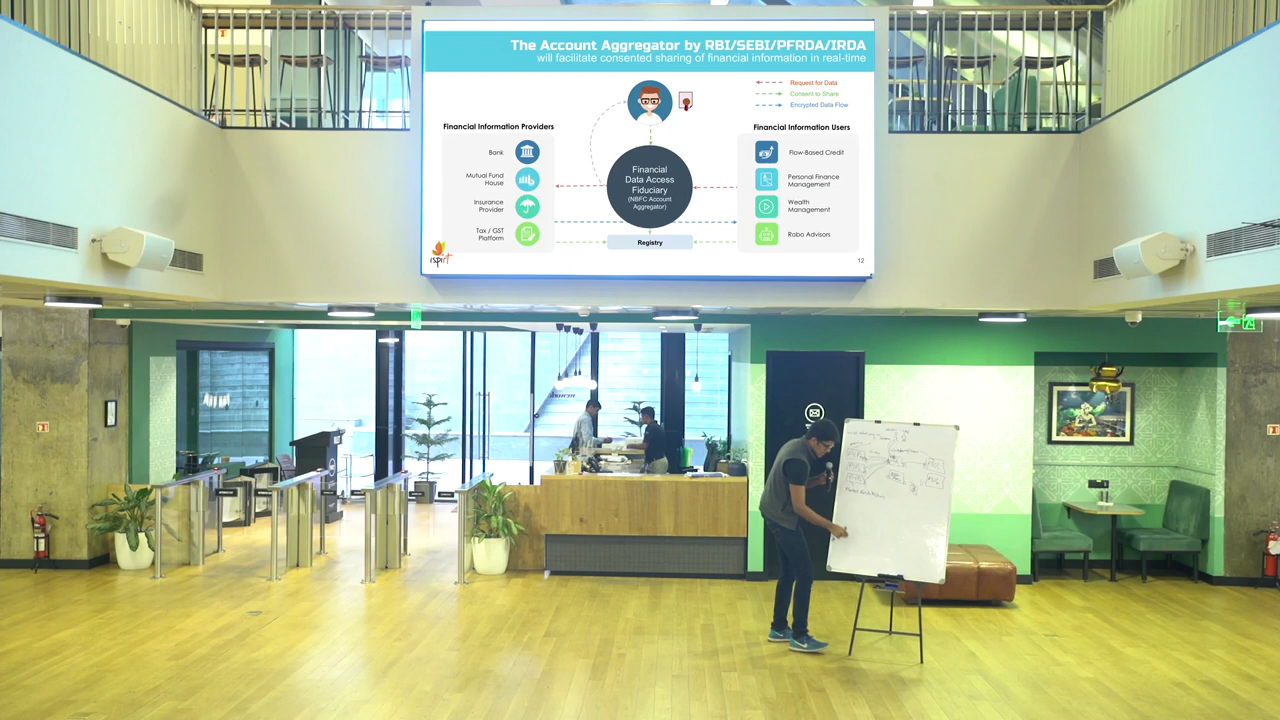 The Account Aggregator by RBI/SEBI/PFRDA/IRDA
will facilitate consented sharing of financial information in real-time
Request for Data
Consent to Share
Encrypted Data Flow
Financial Information Providers
Bank
Mutual Fund
House
Insurance
Provider
Tax / GST
Platform
Financial
Data Access
Fiduciary
(NBFC Account
Aggregator)
Registry
Financial Information Users
Flow-Based Credit
Personal Finance
Management
Wealth
Management
Robo Advisors
ispirt
12